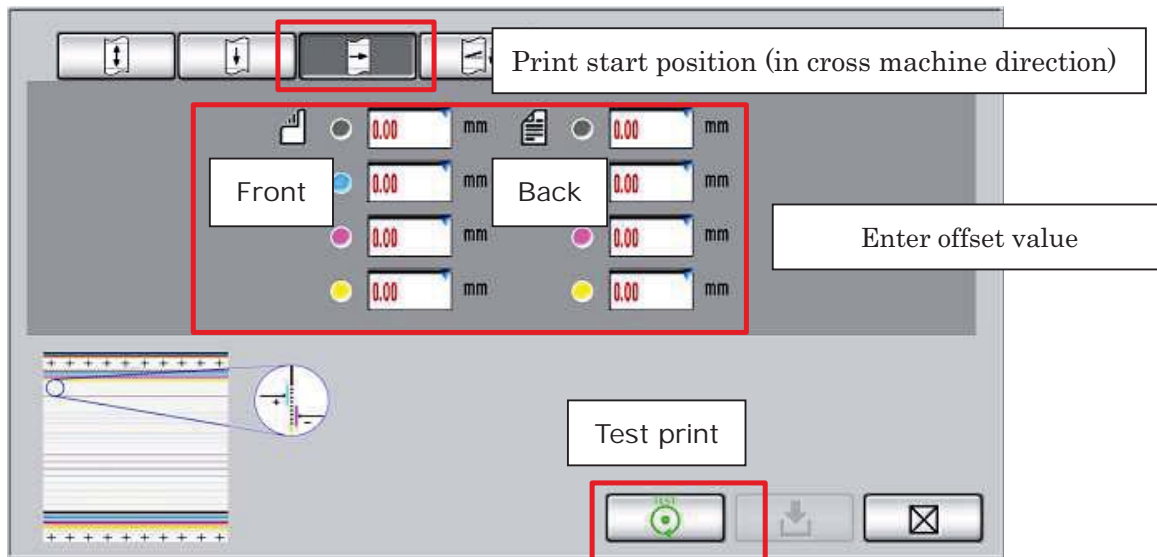 Print start position (in cross machine direction)
0.00 mm 0.00 mm
Front 0.00 mm Back 0.00 mm
0.00 mm 0.00 mm
Enter offset value
0.00 mm 0.00 mm
+ + + + + + + + +
+
-
Test print
TEST
+ + + + + + + + +